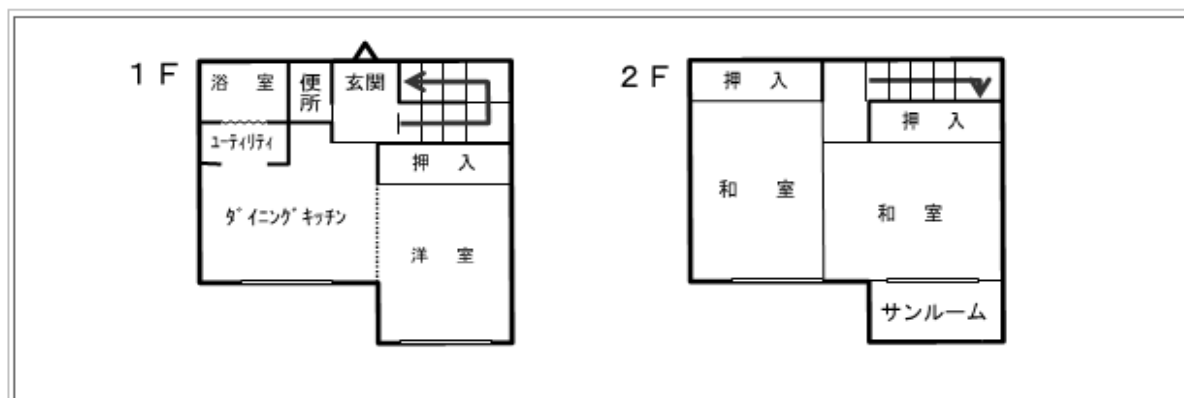 1F
浴 室
便所
玄関
ユーティリティ
押 入
ダイニングキッチン
洋 室
2F
押 入
押 入
和 室
和 室
サンルーム